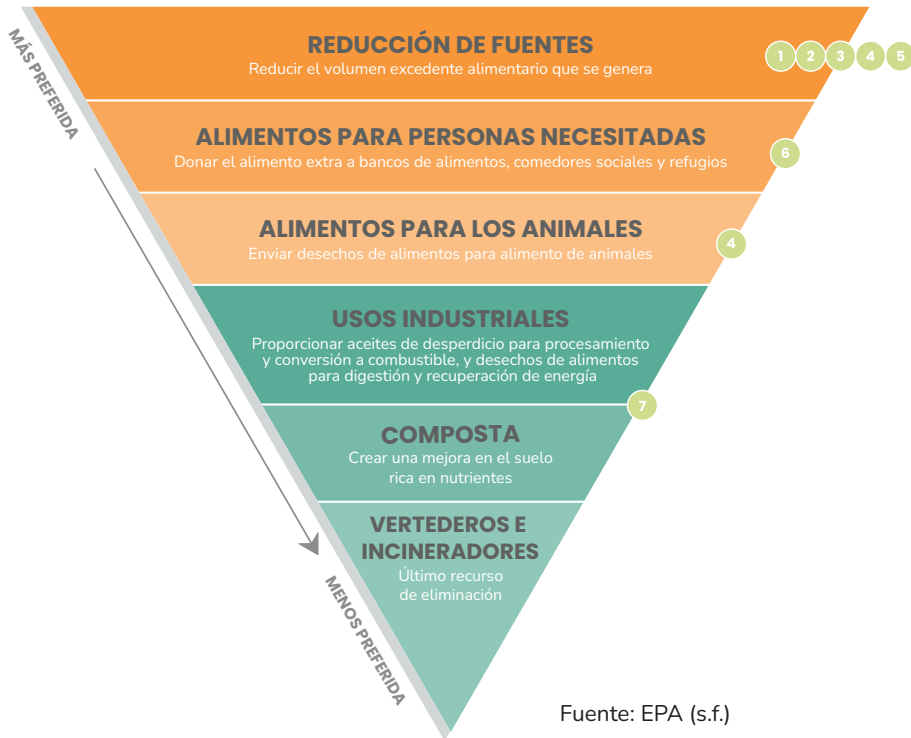 MÁS PREFERIDA
REDUCCIÓN DE FUENTES
Reducir el volumen excedente alimentario que se genera
1 2 3 4 5
ALIMENTOS PARA PERSONAS NECESITADAS
Donar el alimento extra a bancos de alimentos, comedores sociales y refugios
6
ALIMENTOS PARA LOS ANIMALES
Enviar desechos de alimentos para alimento de animales
4
USOS INDUSTRIALES
Proporcionar aceites de desperdicio para procesamiento
y conversión a combustible, y desechos de alimentos
para digestión y recuperación de energía
7
COMPOSTA
Crear una mejora en el suelo
rica en nutrientes
VERTEDEROS E
INCINERADORES
Último recurso
de eliminación
MENOS PREFERIDA
Fuente: EPA (s.f.)